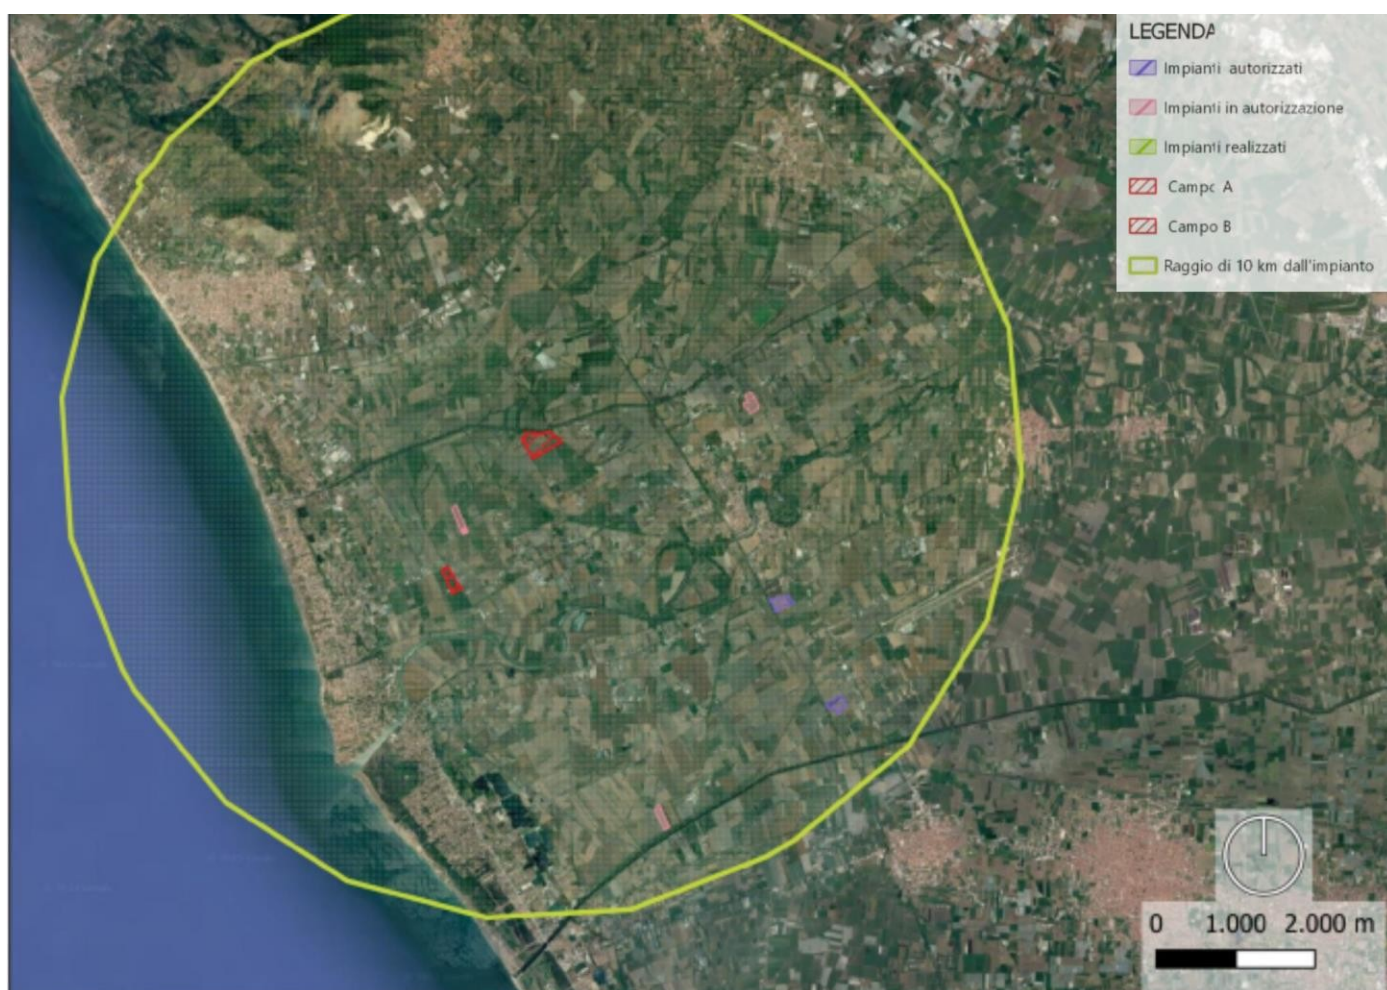 LEGENDA
Impianti autorizzati
Impianti in autorizzazione
Impianti realizzati
Campo A
Campo B
Raggio di 10 km dall'impianto
0 1.000 2.000 m